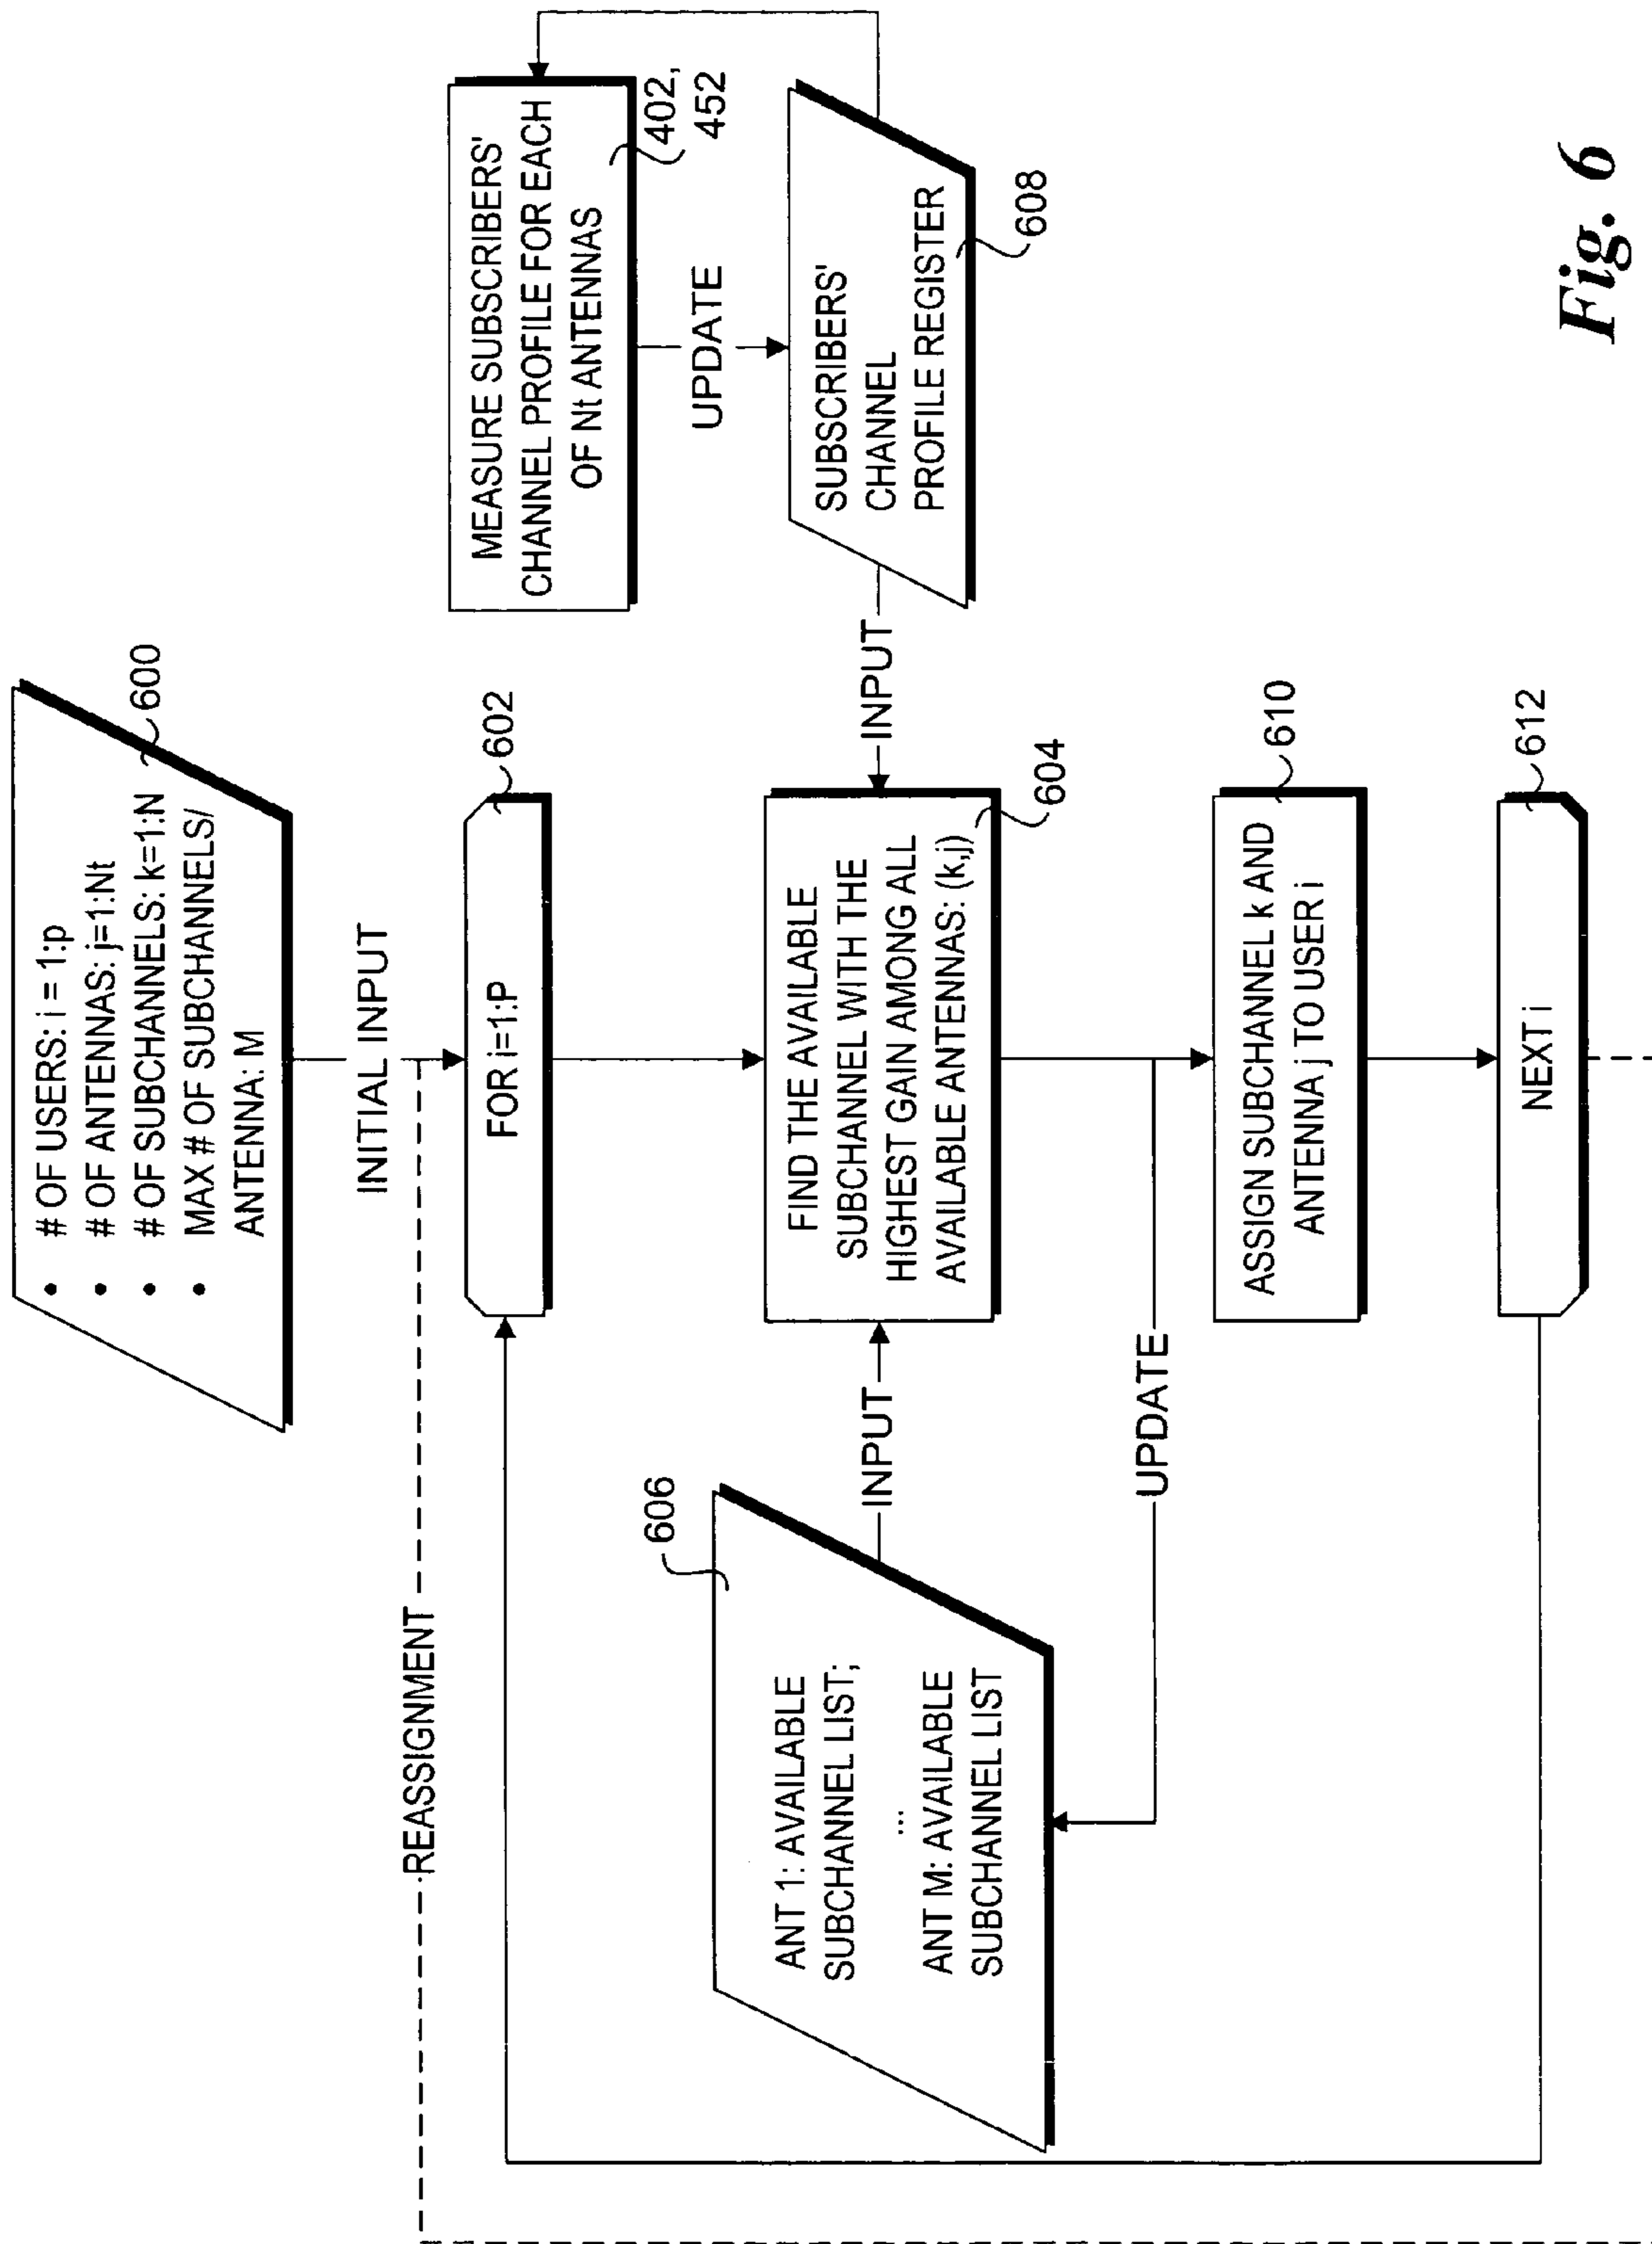 • # OF USERS: i = 1:p
• # OF ANTENNAS: j=1:Nt
• # OF SUBCHANNELS: k=1:N
• MAX # OF SUBCHANNELS/
ANTENNA: M
600
INITIAL INPUT
REASSIGNMENT
FOR i=1:P
602
MEASURE SUBSCRIBERS'
CHANNEL PROFILE FOR EACH
OF Nt ANTENNAS
402,
452
UPDATE
606
ANT 1: AVAILABLE
SUBCHANNEL LIST;
...
ANT M: AVAILABLE
SUBCHANNEL LIST
INPUT
FIND THE AVAILABLE
SUBCHANNEL WITH THE
HIGHEST GAIN AMONG ALL
AVAILABLE ANTENNAS: (k,j)
604
INPUT
SUBSCRIBERS'
CHANNEL
PROFILE REGISTER
608
UPDATE
ASSIGN SUBCHANNEL k AND
ANTENNA j TO USER i
610
NEXT i
612
Fig. 6